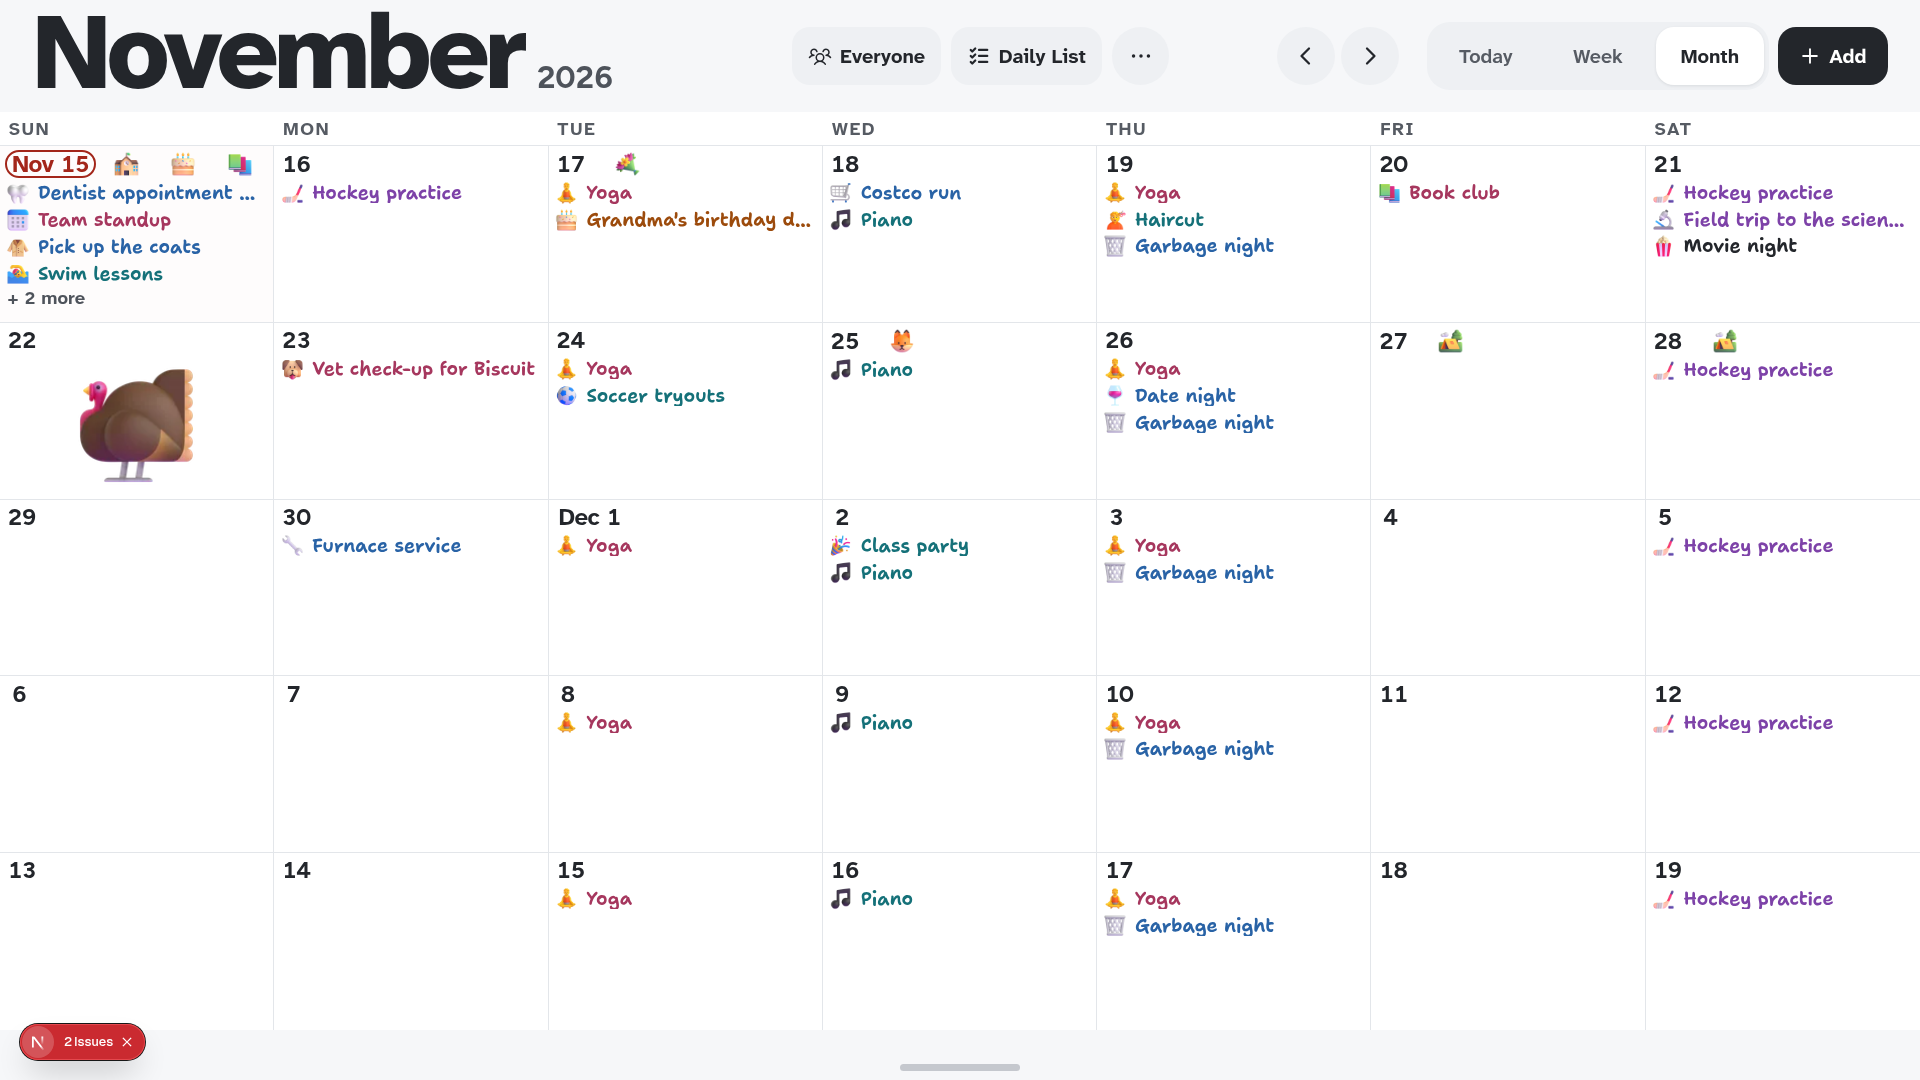 November 2026
Everyone
Daily List
Today
Week
Month
+ Add
SUN MON TUE WED THU FRI SAT
Nov 15
Dentist appointment ...
Team standup
Pick up the coats
Swim lessons
+ 2 more
16
Hockey practice
17
Yoga
Grandma's birthday d...
18
Costco run
Piano
19
Yoga
Haircut
Garbage night
20
Book club
21
Hockey practice
Field trip to the scien...
Movie night
22
23
Vet check-up for Biscuit
24
Yoga
Soccer tryouts
25
Piano
26
Yoga
Date night
Garbage night
27
28
Hockey practice
29
30
Furnace service
Dec 1
Yoga
2
Class party
Piano
3
Yoga
Garbage night
4
5
Hockey practice
6
7
8
Yoga
9
Piano
10
Yoga
Garbage night
11
12
Hockey practice
13
14
15
Yoga
16
Piano
17
Yoga
Garbage night
18
19
Hockey practice
N 2 Issues